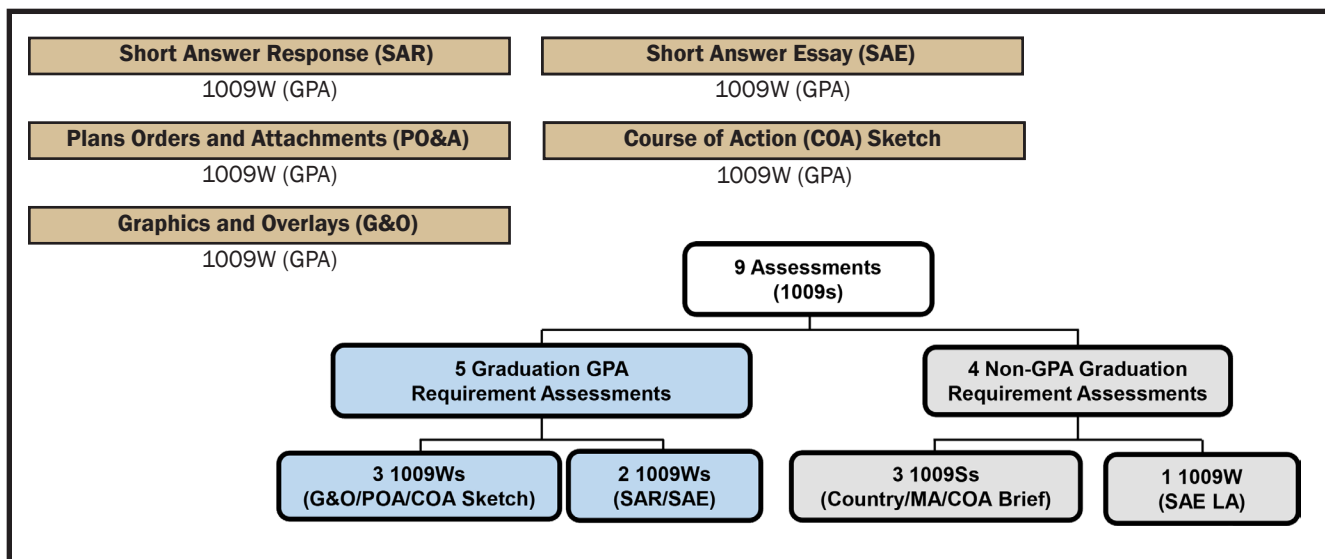 Short Answer Response (SAR)
1009W (GPA)
Short Answer Essay (SAE)
1009W (GPA)
Plans Orders and Attachments (PO&A)
1009W (GPA)
Course of Action (COA) Sketch
1009W (GPA)
Graphics and Overlays (G&O)
1009W (GPA)
9 Assessments
(1009s)
5 Graduation GPA
Requirement Assessments
4 Non-GPA Graduation
Requirement Assessments
3 1009Ws
(G&O/POA/COA Sketch)
2 1009Ws
(SAR/SAE)
3 1009Ss
(Country/MA/COA Brief)
1 1009W
(SAE LA)